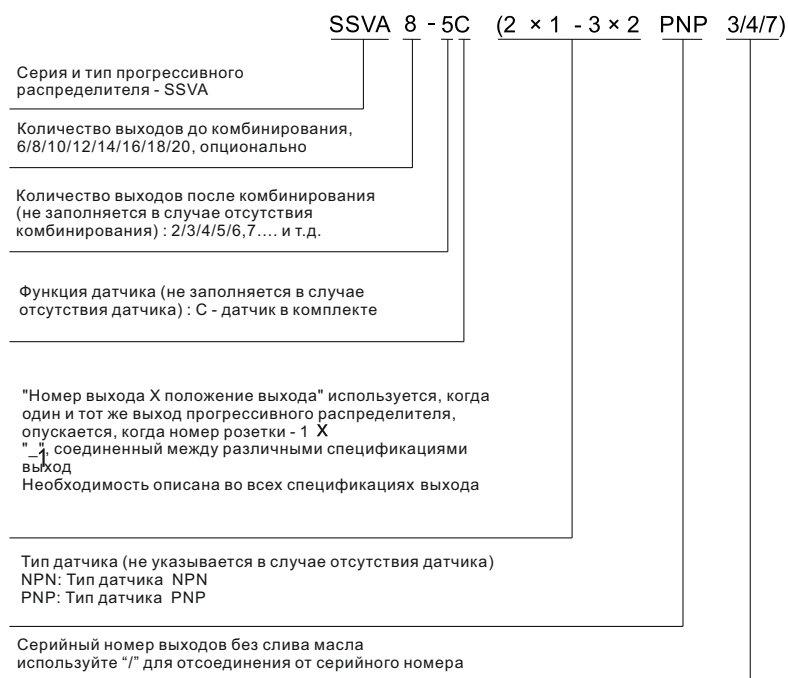 SSVA 8 - 5C (2 × 1 - 3 × 2 PNP 3/4/7)
Серия и тип прогрессивного
распределителя - SSVA
Количество выходов до комбинирования,
6/8/10/12/14/16/18/20, опционально
Количество выходов после комбинирования
(не заполняется в случае отсутствия
комбинирования) : 2/3/4/5/6,7.... и т.д.
Функция датчика (не заполняется в случае
отсутствия датчика) : С - датчик в комплекте
"Номер выхода X положение выхода" используется, когда
один и тот же выход прогрессивного распределителя,
опускается, когда номер розетки - 1 X
"_", соединенный между различными спецификациями
1
выход
Необходимость описана во всех спецификациях выхода
Тип датчика (не указывается в случае отсутствия датчика)
NPN: Тип датчика NPN
PNP: Тип датчика PNP
Серийный номер выходов без слива масла
используйте “/” для отсоединения от серийного номера